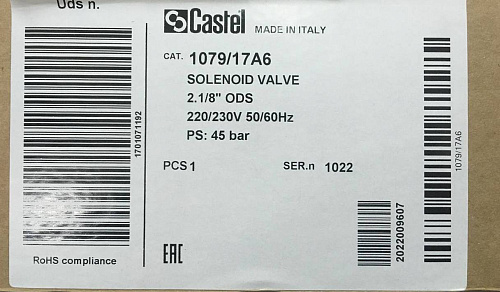 Uds n.
Castel MADE IN ITALY
CAT. 1079/17A6
SOLENOID VALVE
2.1/8" ODS
220/230V 50/60Hz
PS: 45 bar
PCS 1 SER.n 1022
1701071192
RoHS compliance
EAC
2022009607
1079/17A6